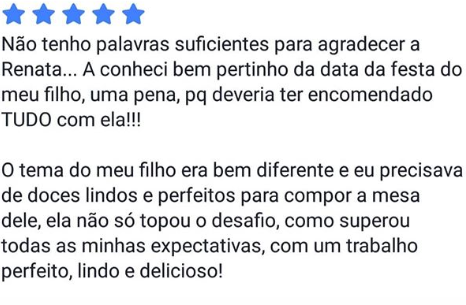 Não tenho palavras suficientes para agradecer a
Renata... A conheci bem pertinho da data da festa do
meu filho, uma pena, pq deveria ter encomendado
TUDO com ela!!!
O tema do meu filho era bem diferente e eu precisava
de doces lindos e perfeitos para compor a mesa
dele, ela não só topou o desafio, como superou
todas as minhas expectativas, com um trabalho
perfeito, lindo e delicioso!